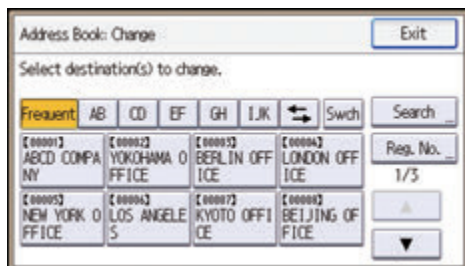 Address Book: Change
Exit
Select destination(s) to change.
Frequent AB CD EF GH IJK Swch Search
[00001] [00002] [00003] [00004] Reg. No.
ABCD COMPA YOKOHAMA O BERLIN OFF LONDON OFF
NY FFICE ICE ICE
1/3
[00005] [00006] [00007] [00008]
NEW YORK O LOS ANGELE KYOTO OFFI BEIJING OF
FFICE S CE FICE